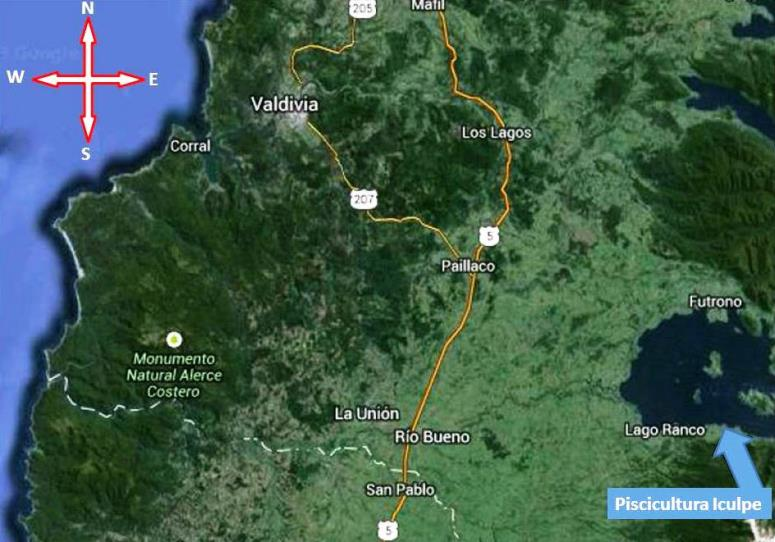 N
205
Máfil
W
E
Valdivia
S
Los Lagos
Corral
207
5
Paillaco
Futrono
Monumento
Natural Alerce
Costero
La Unión
Lago Ranco
Río Bueno
San Pablo
Piscicultura Iculpe
5